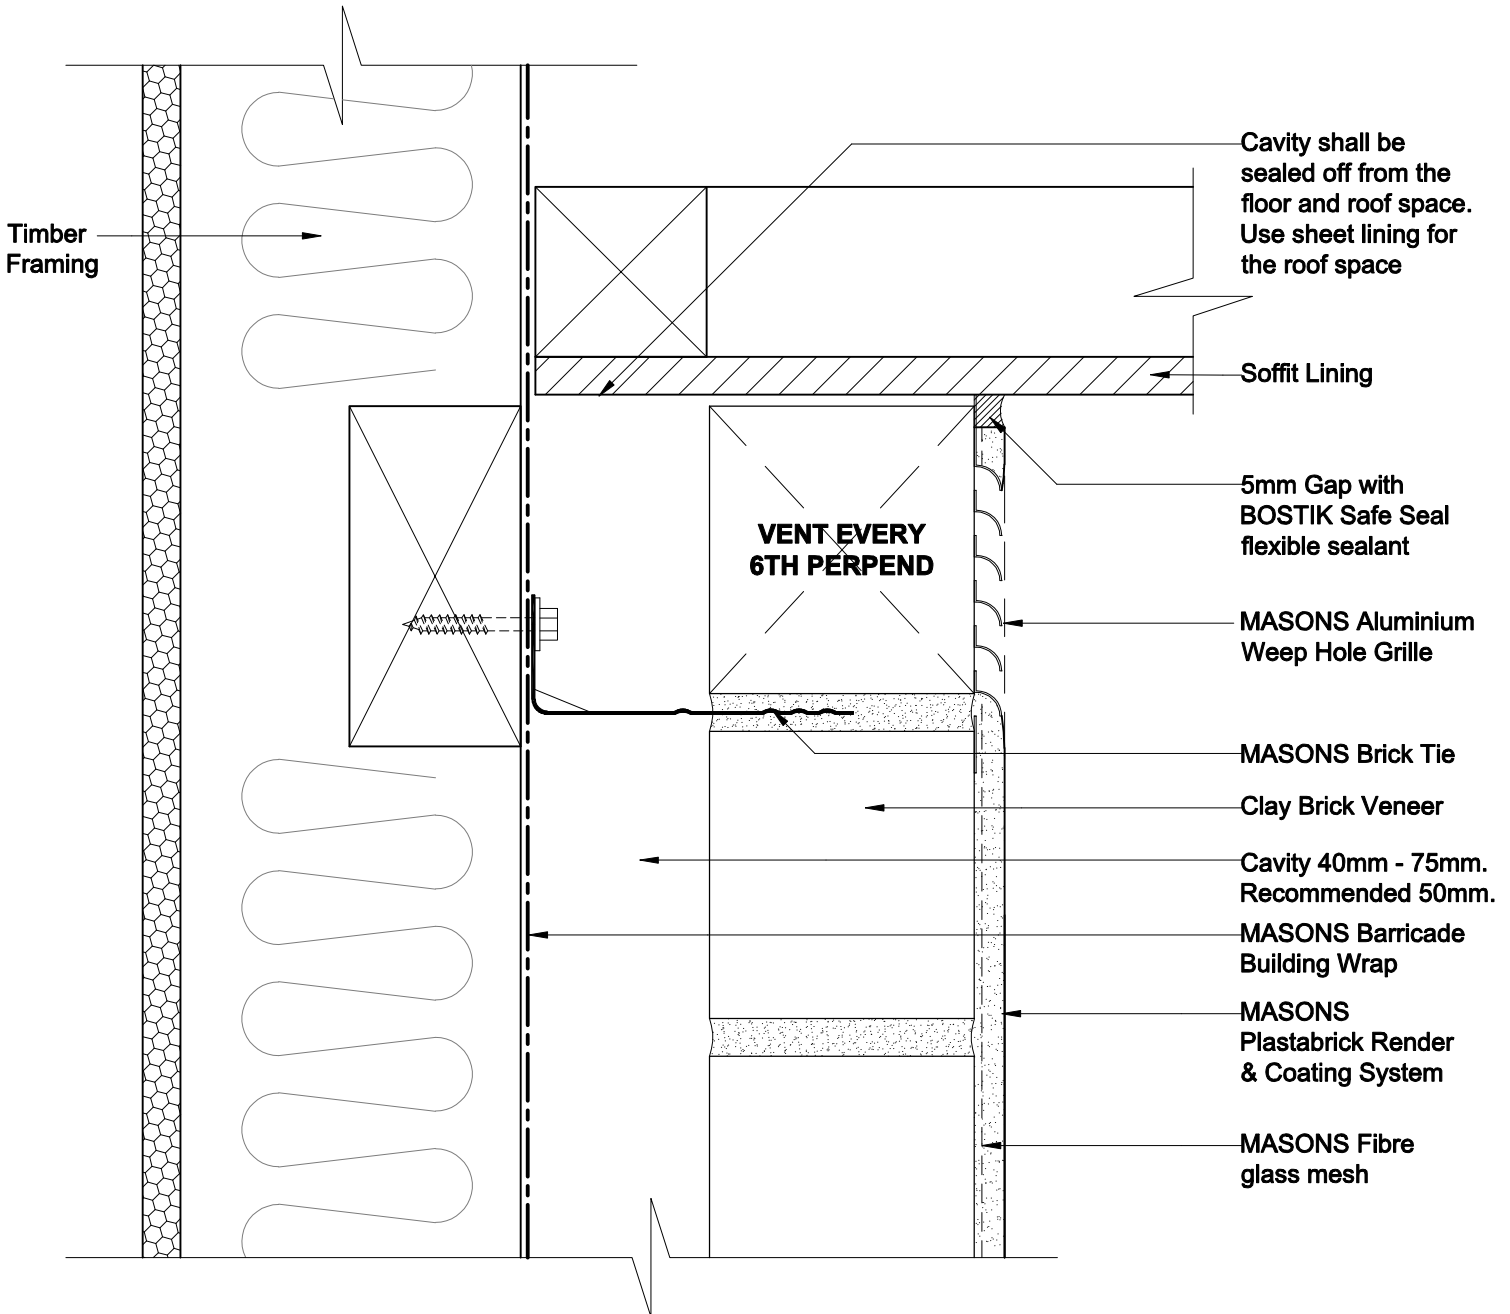 Cavity shall be
sealed off from the
floor and roof space.
Use sheet lining for
the roof space
Timber
Framing
Soffit Lining
5mm Gap with
BOSTIK Safe Seal
flexible sealant
VENT EVERY
6TH PERPEND
MASONS Aluminium
Weep Hole Grille
MASONS Brick Tie
Clay Brick Veneer
Cavity 40mm - 75mm.
Recommended 50mm.
MASONS Barricade
Building Wrap
MASONS
Plastabrick Render
& Coating System
MASONS Fibre
glass mesh